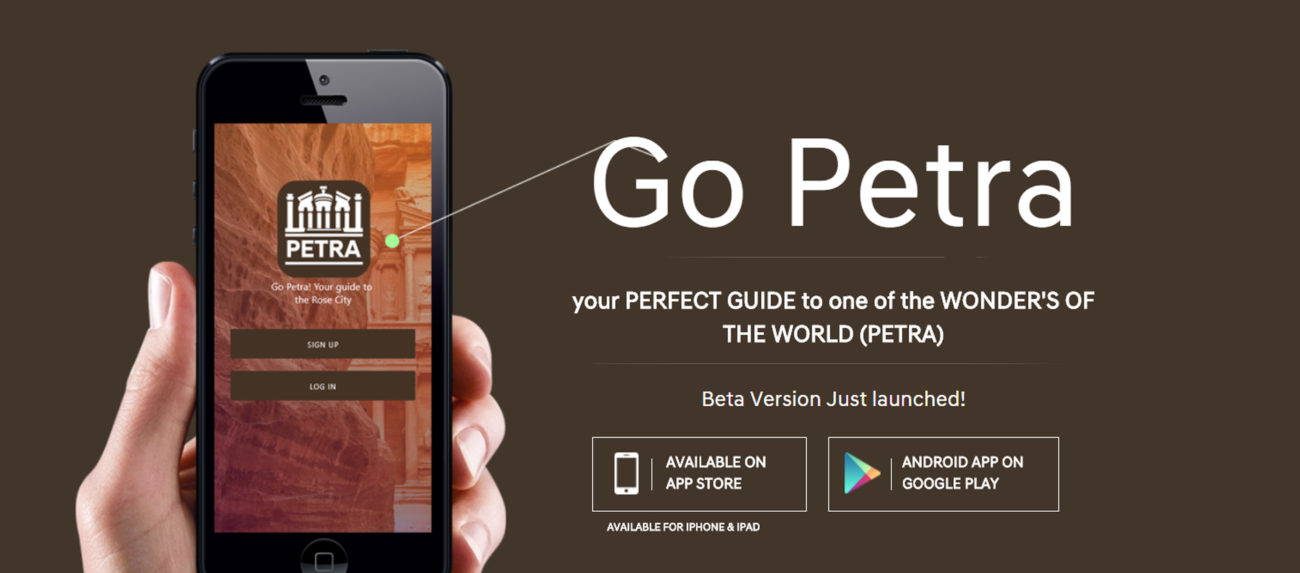 PETRA
Go Petra! Your guide to
the Rose City
SIGN UP
LOG IN
Go Petra
your PERFECT GUIDE to one of the WONDER'S OF
THE WORLD (PETRA)
Beta Version Just launched!
AVAILABLE ON
APP STORE
AVAILABLE FOR IPHONE & IPAD
ANDROID APP ON
GOOGLE PLAY